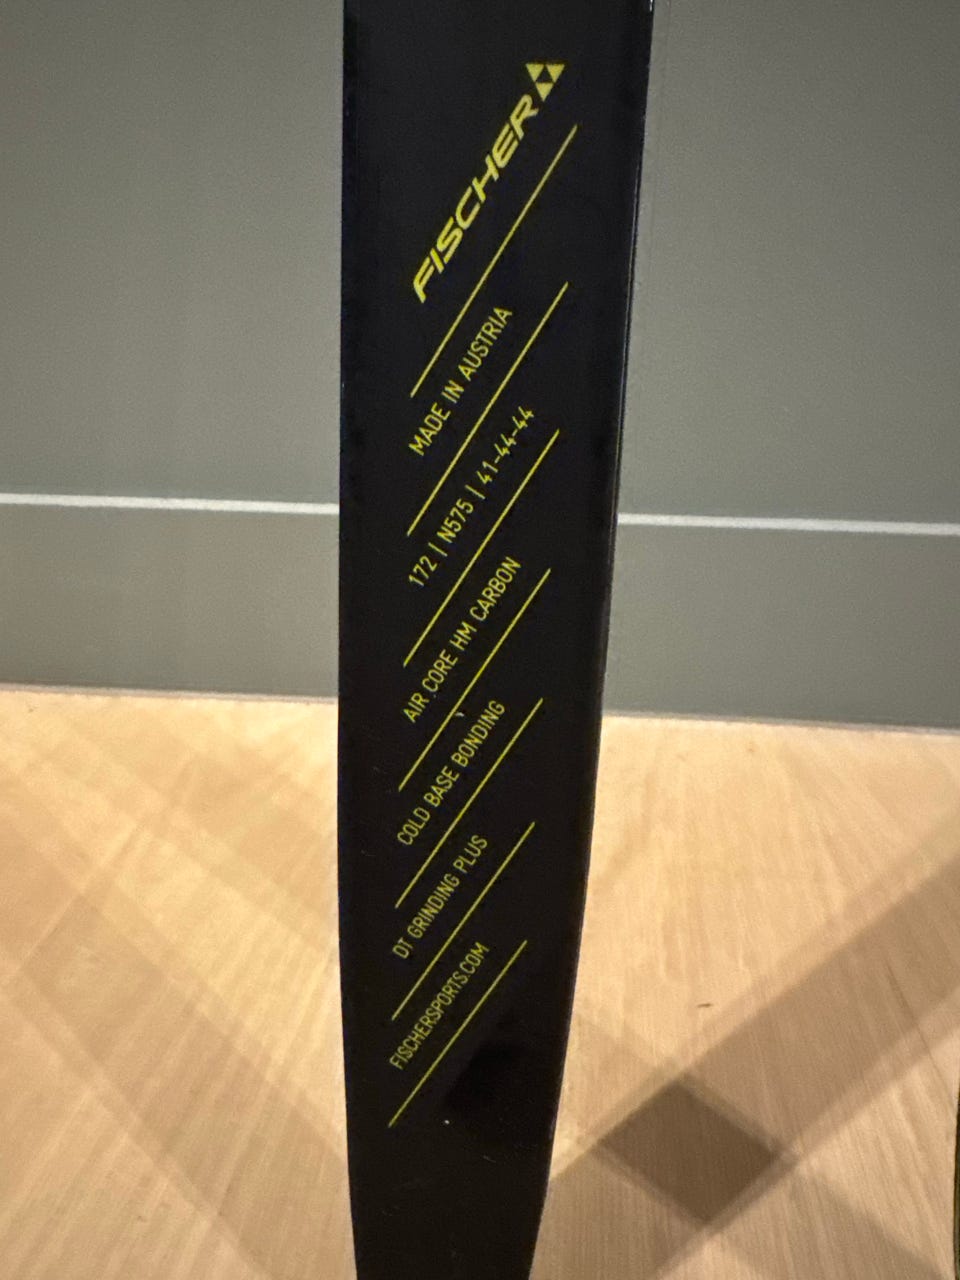 FISCHER
MADE IN AUSTRIA
172 | N575 | 41-44-44
AIR CORE HM CARBON
COLD BASE BONDING
DT GRINDING PLUS
FISCHERSPORTS.COM